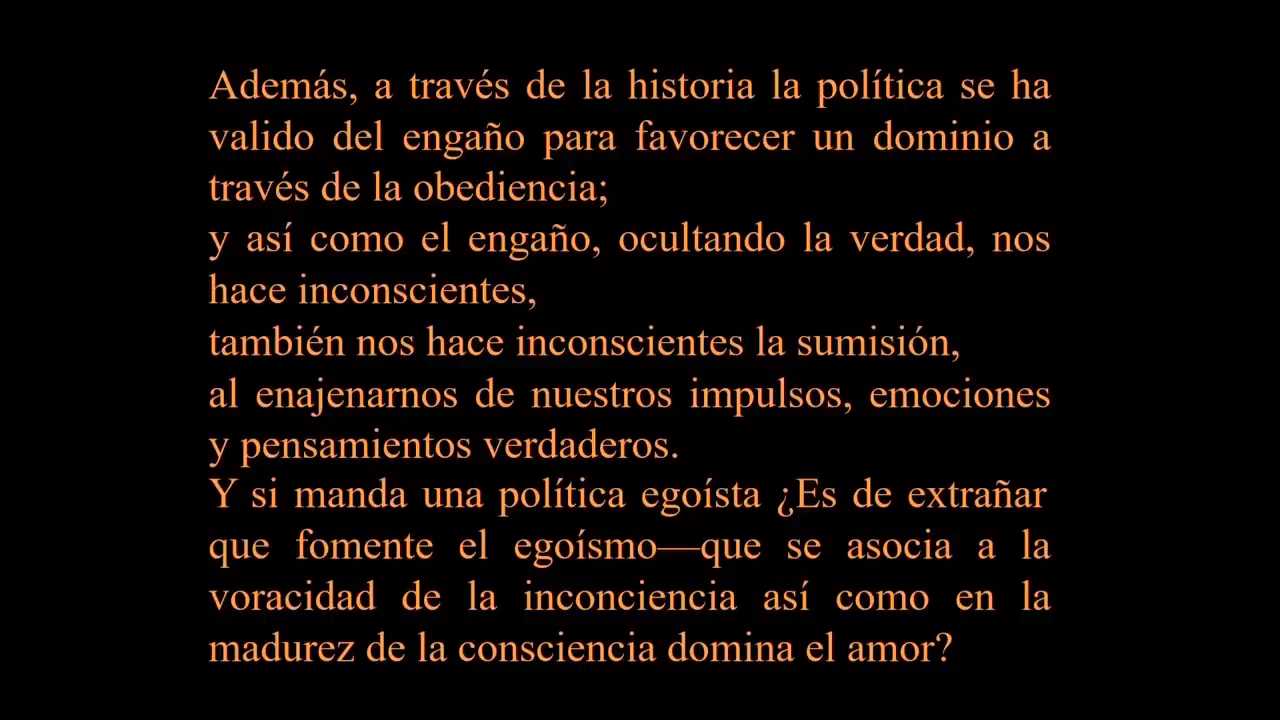 Además, a través de la historia la política se ha
valido del engaño para favorecer un dominio a
través de la obediencia;
y así como el engaño, ocultando la verdad, nos
hace inconscientes,
también nos hace inconscientes la sumisión,
al enajenarnos de nuestros impulsos, emociones
y pensamientos verdaderos.
Y si manda una política egoísta ¿Es de extrañar
que fomente el egoísmo—que se asocia a la
voracidad de la inconciencia así como en la
madurez de la consciencia domina el amor?